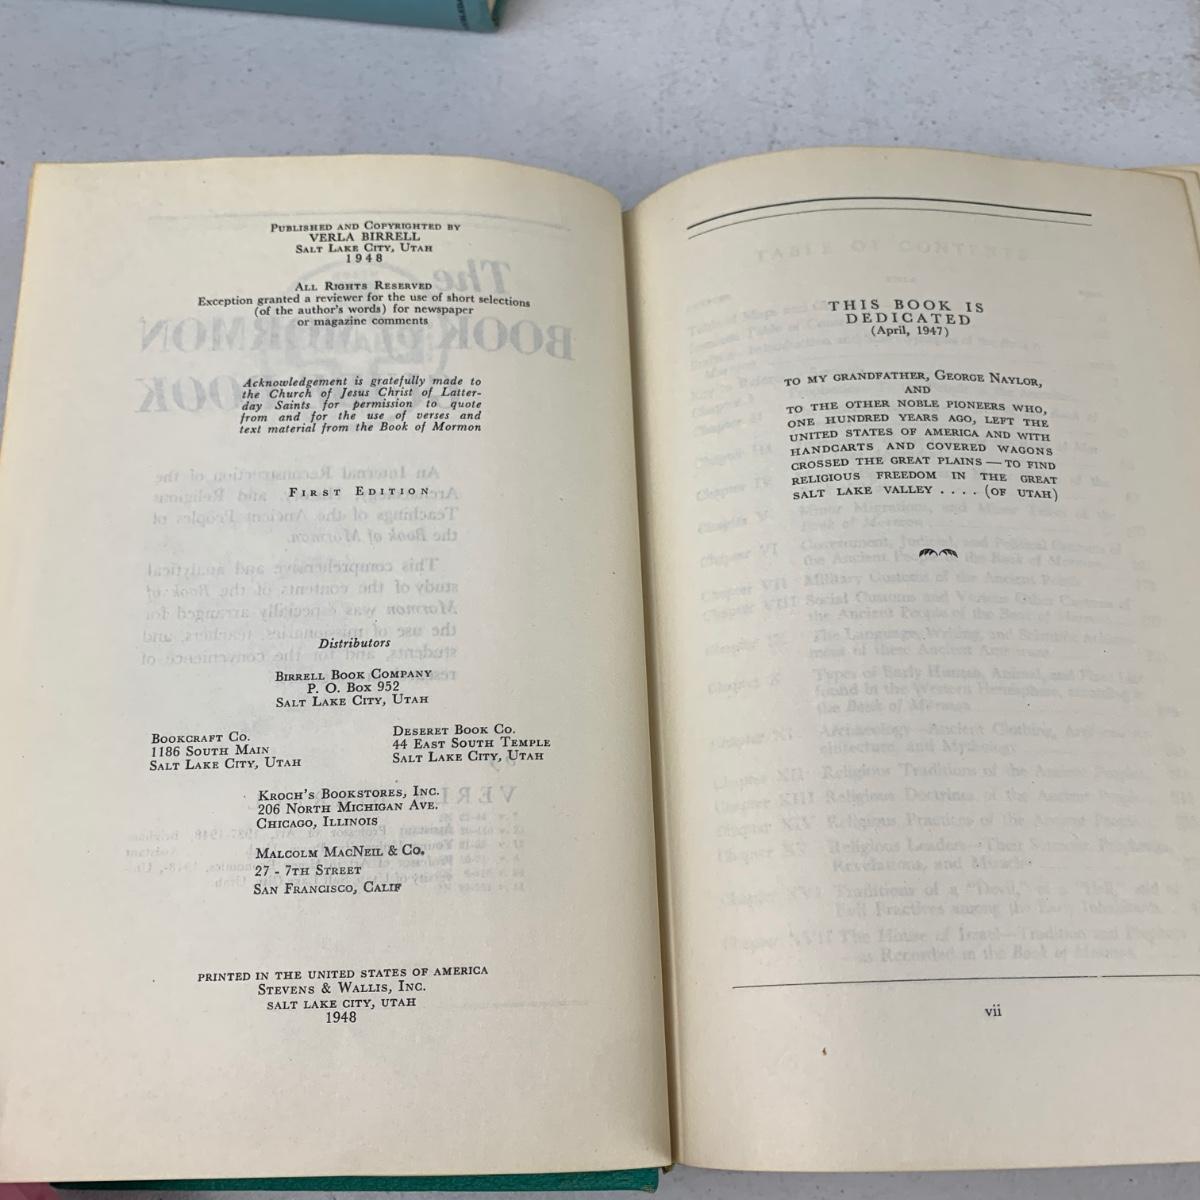 PUBLISHED AND COPYRIGHTED BY
VERLA BIRRELL
SALT LAKE CITY, UTAH
1948
ALL RIGHTS RESERVED
Exception granted a reviewer for the use of short selections
(of the author's words) for newspaper
or magazine comments
Acknowledgement is gratefully made to
the Church of Jesus Christ of Latter-
day Saints for permission to quote
from and for the use of verses and
text material from the Book of Mormon
FIRST EDITION
Distributors
BIRRELL BOOK COMPANY
P. O. BOX 952
SALT LAKE CITY, UTAH
BOOKCRAFT CO.
1186 SOUTH MAIN
SALT LAKE CITY, UTAH
DESERET BOOK CO.
44 EAST SOUTH TEMPLE
SALT LAKE CITY, UTAH
KROCH'S BOOKSTORES, INC.
206 NORTH MICHIGAN AVE.
CHICAGO, ILLINOIS
MALCOLM MACNEIL & CO.
27 - 7TH STREET
SAN FRANCISCO, CALIF
PRINTED IN THE UNITED STATES OF AMERICA
STEVENS & WALLIS, INC.
SALT LAKE CITY, UTAH
1948
THIS BOOK IS
DEDICATED
(April, 1947)
TO MY GRANDFATHER, GEORGE NAYLOR,
AND
TO THE OTHER NOBLE PIONEERS WHO,
ONE HUNDRED YEARS AGO, LEFT THE
UNITED STATES OF AMERICA AND WITH
HANDCARTS AND COVERED WAGONS
CROSSED THE GREAT PLAINS — TO FIND
RELIGIOUS FREEDOM IN THE GREAT
SALT LAKE VALLEY .... (OF UTAH)
vii